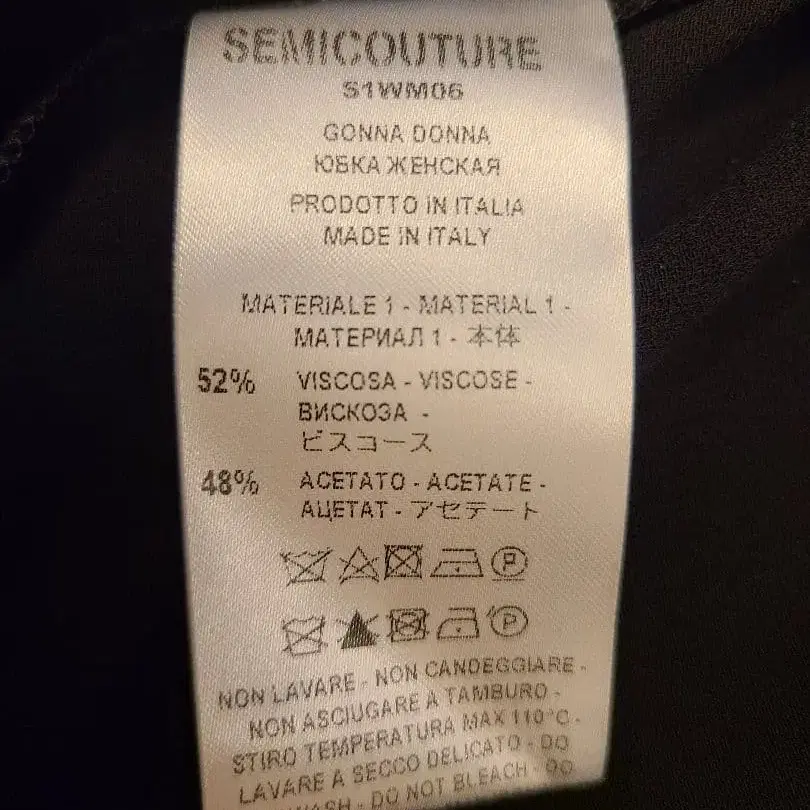 SEMICOUTURE
S1WM06
GONNA DONNA
ЮБКА ЖЕНСКАЯ
PRODOTTO IN ITALIA
MADE IN ITALY
MATERIALE 1 - MATERIAL 1 -
МАТЕРИАЛ 1 - 本体
52% VISCOSA - VISCOSE -
ВИСКОЗА -
ビスコース
48% ACETATO - ACETATE -
АЦЕТАТ - アセテート
P
P
NON LAVARE - NON CANDEGGIARE -
NON ASCIUGARE A TAMBURO -
STIRO TEMPERATURA MAX 110°C -
LAVARE A SECCO DELICATO - DO
WASH - DO NOT BLEACH - DO